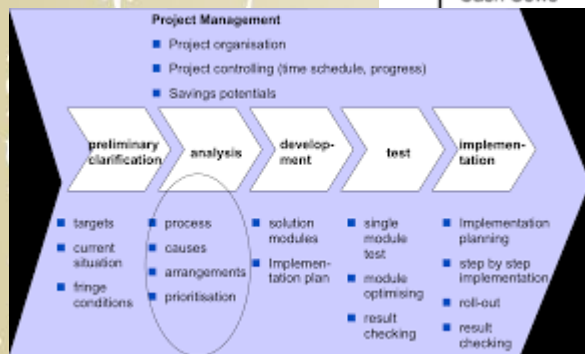 Project Management
Project organisation
Project controlling (time schedule, progress)
Savings potentials
preliminary
clarification
analysis
develop-
ment
test
implemen-
tation
targets
current
situation
fringe
conditions
process
causes
arrangements
prioritisation
solution
modules
Implemen-
tation plan
single
module
test
module
optimising
result
checking
Implementation
planning
step by step
implementation
roll-out
result
checking